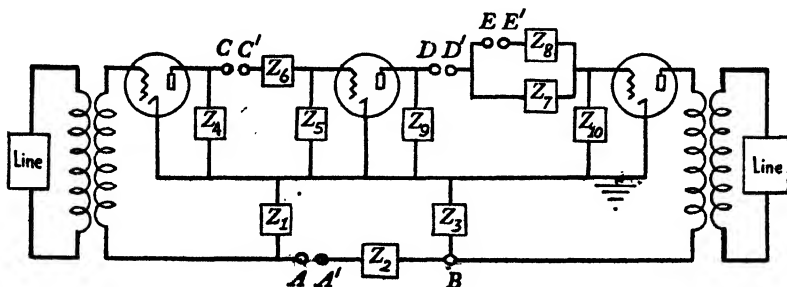 C C' D D' E E' Z8
Z6 Z7
Z4 Z5 Z9 Z10
Line Line
Z1 Z3
Z2
A A' B